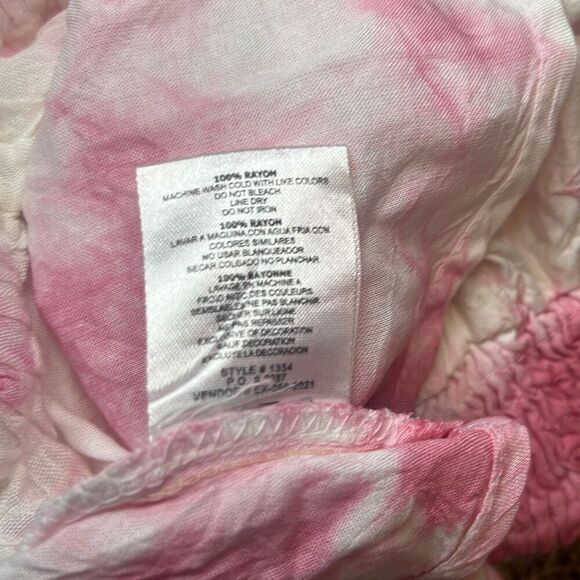 100% RAYON
MACHINE WASH COLD WITH LIKE COLORS
DO NOT BLEACH
LINE DRY
DO NOT IRON
100% RAYON
LAVAR A MAQUINA CON AGUA FRIA CON
COLORES SIMILARES
NO USAR BLANQUEADOR
SECAR COLGADO NO PLANCHAR
100% RAYONNE
LAVAGE EN MACHINE A
FROID AVEC DES COULEURS
NE PAS BLANCHIR
SECHER SUR LIGNE
NE PAS REPASSER
EXCLUSIVE OF DECORATION
SAUF DECORATION
EXCLUYE LA DECORACION
STYLE # 1354
P.O. #
VENDOR #